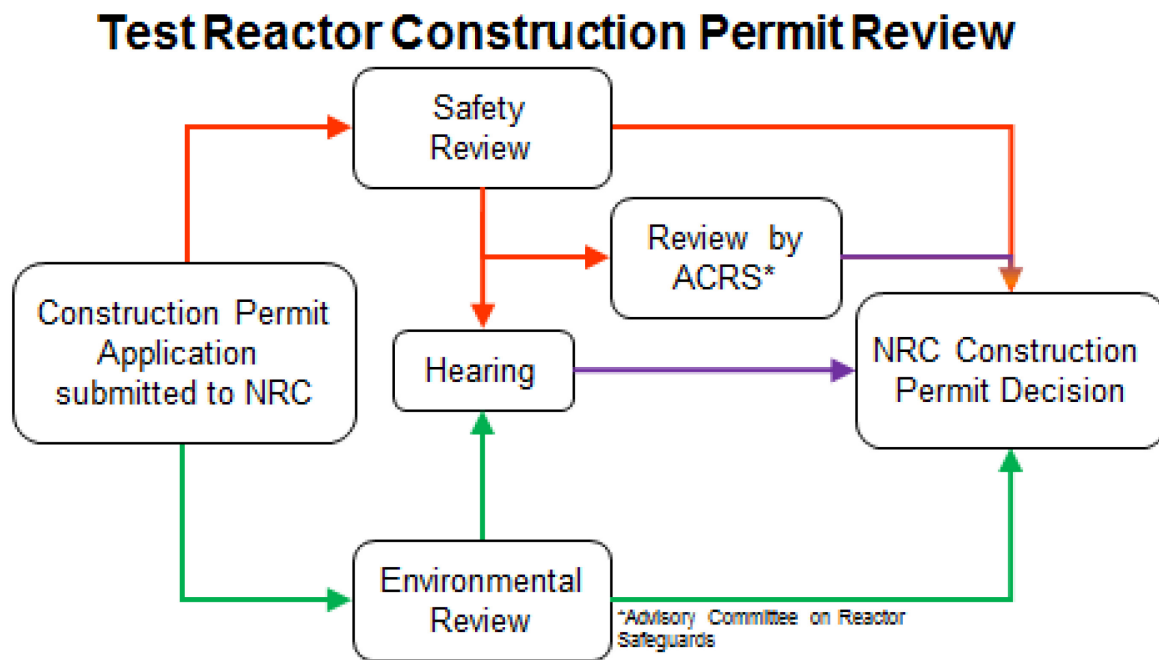 Test Reactor Construction Permit Review
Safety
Review
Review by
ACRS*
Construction Permit
Application
submitted to NRC
Hearing
NRC Construction
Permit Decision
Environmental
Review
*Advisory Committee on Reactor
Safeguards